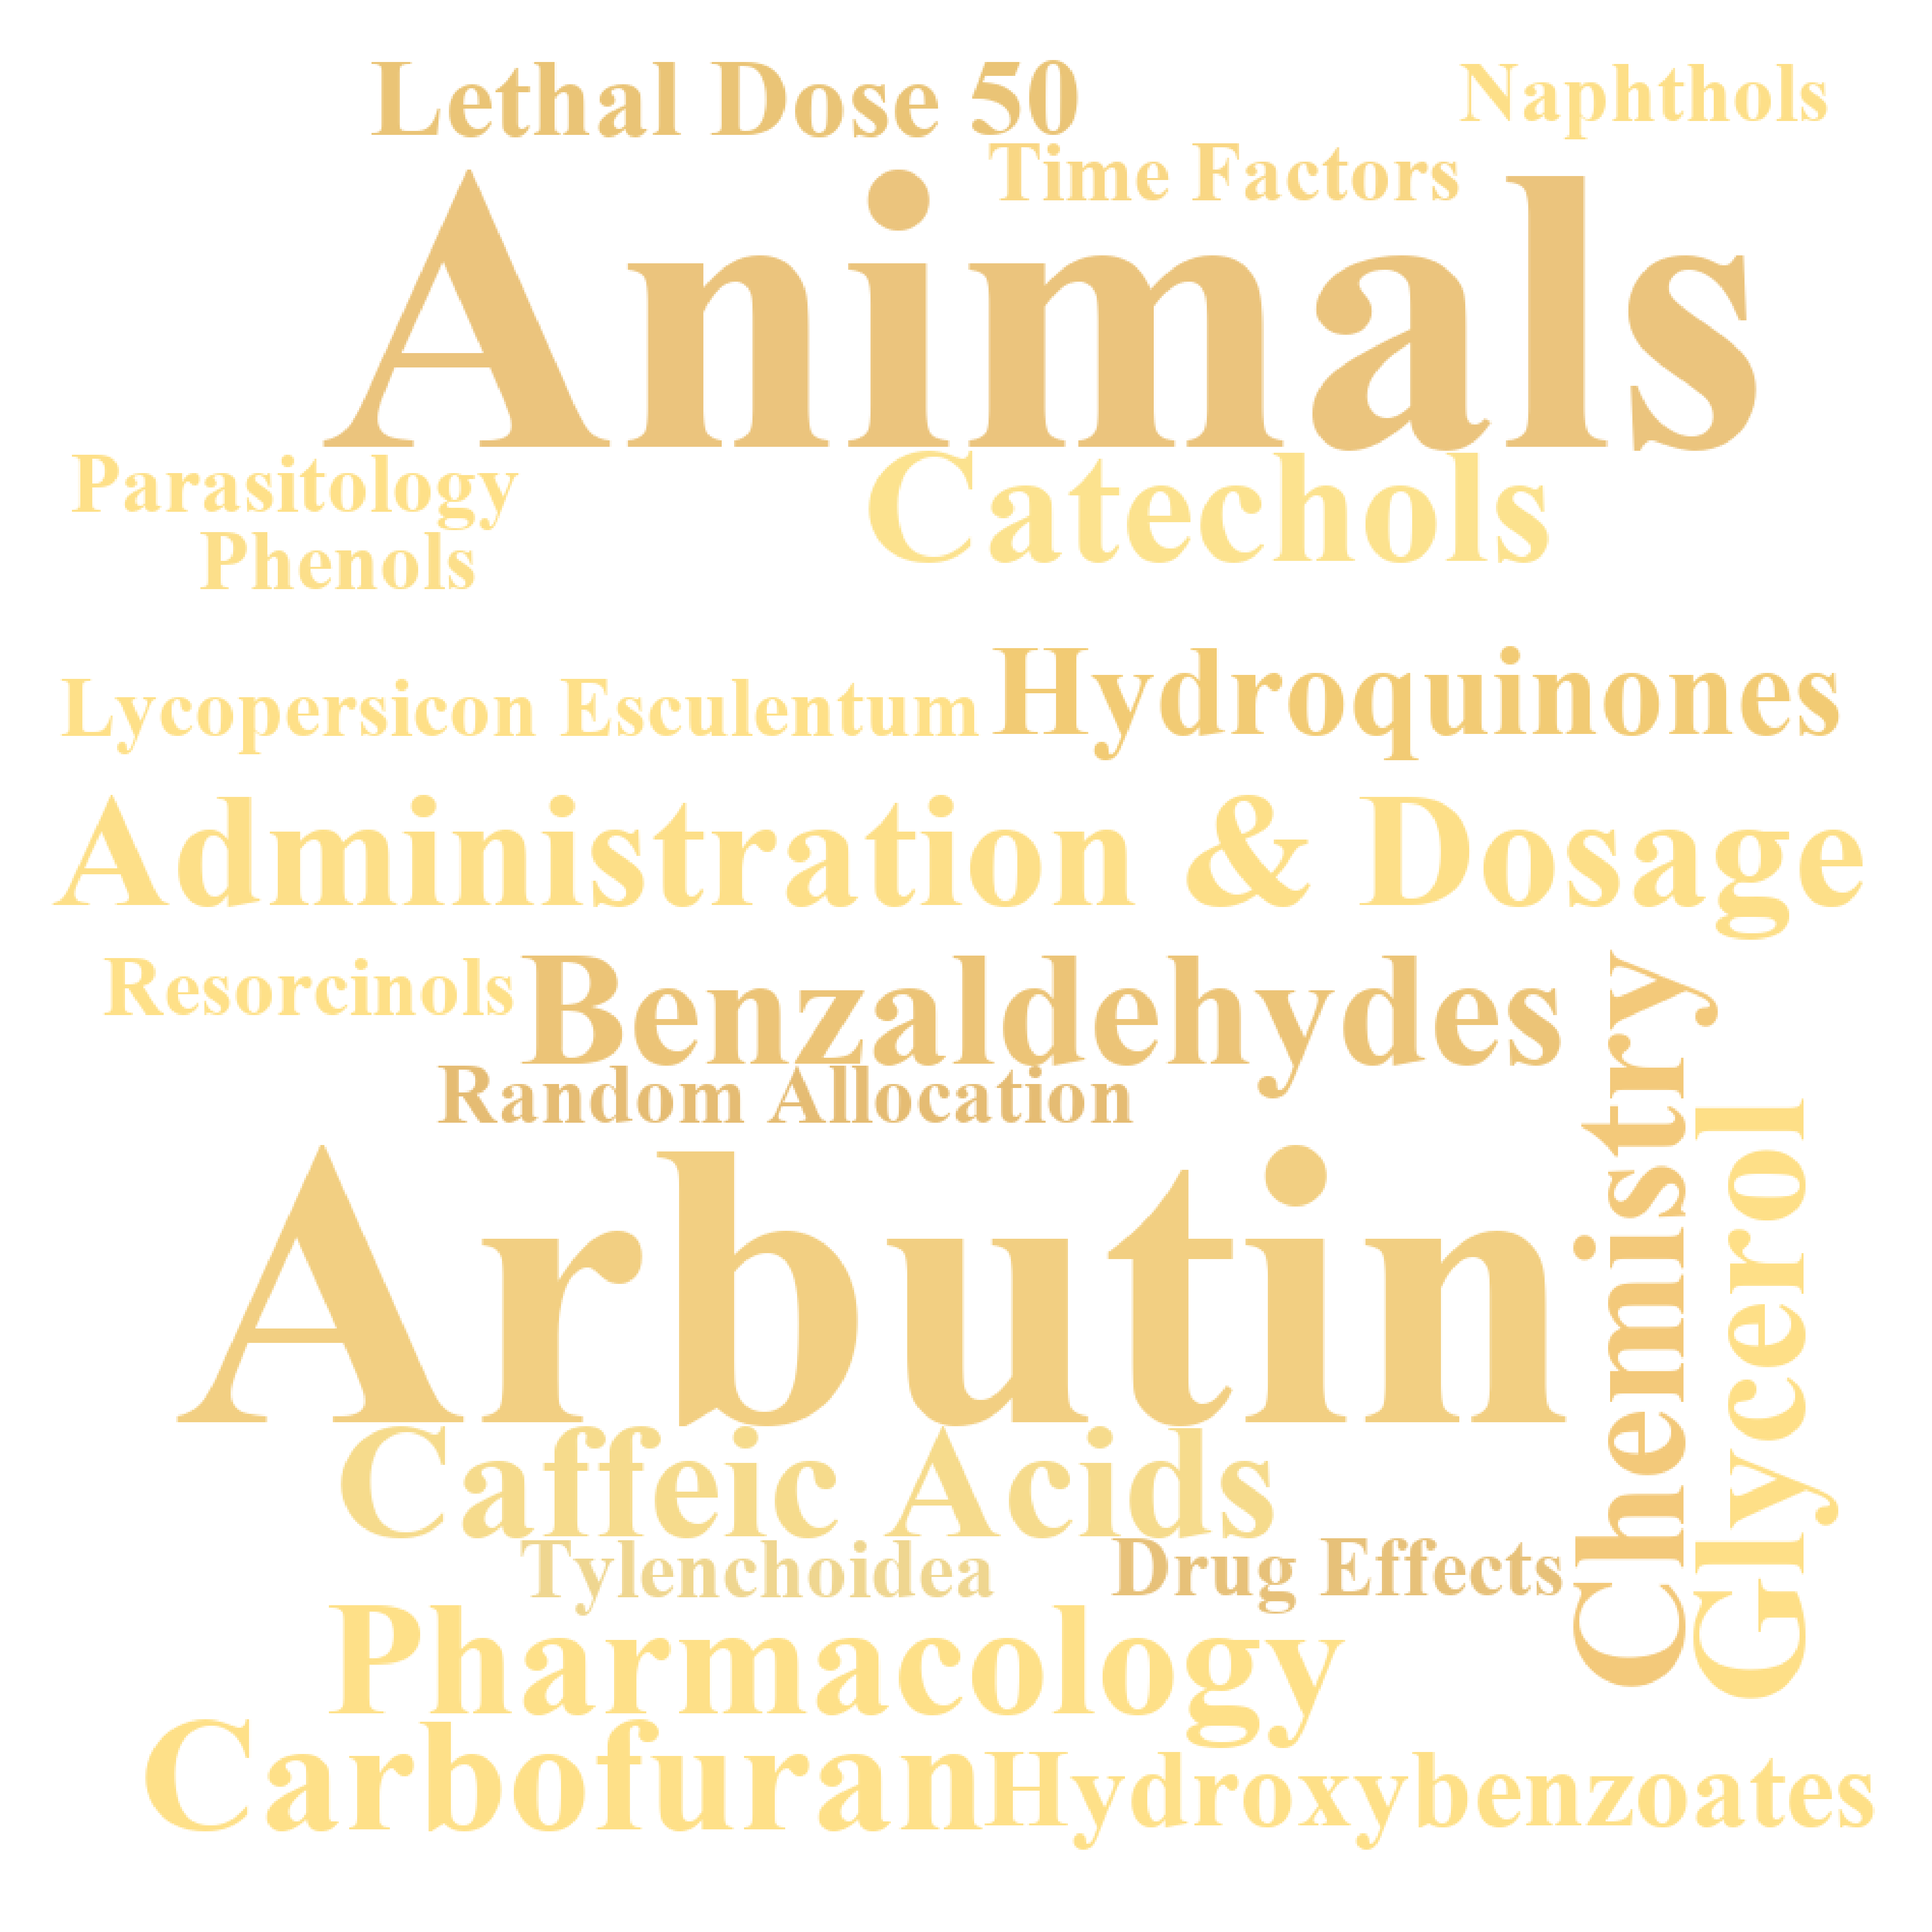 Lethal Dose 50
Naphthols
Time Factors
Animals
Parasitology
Catechols
Phenols
Hydroquinones
Lycopersicon Esculentum
Administration & Dosage
Resorcinols
Benzaldehydes
Chemistry
Random Allocation
Glycerol
Arbutin
Caffeic Acids
Tylenchoidea
Drug Effects
Pharmacology
Carbofuran
Hydroxybenzoates